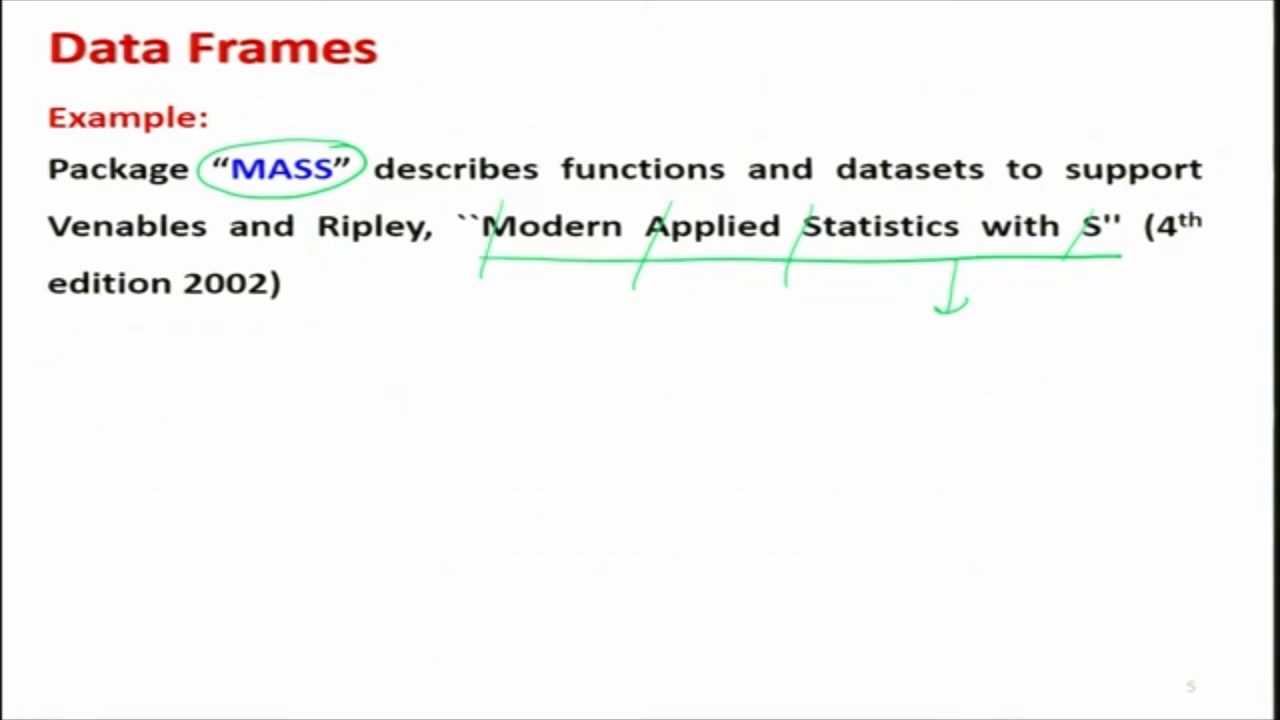 Data Frames
Example:
Package “MASS” describes functions and datasets to support
Venables and Ripley, ``Modern Applied Statistics with S'' (4th
edition 2002)
5